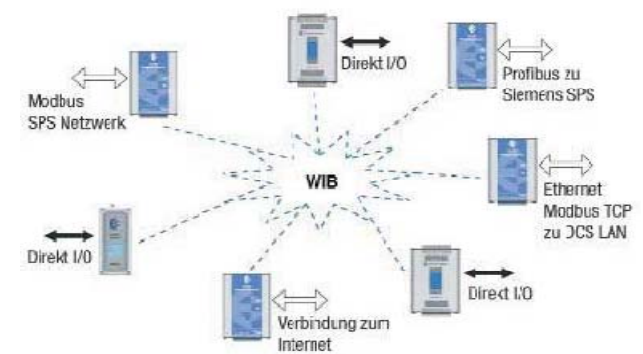 Direkt I/O
Profibus zu
Siemens SPS
Modbus
SPS Netzwerk
WIB
Ethernet
Modbus TCP
zu DCS LAN
Direkt I/O
Direkt I/O
Verbindung zum
Internet